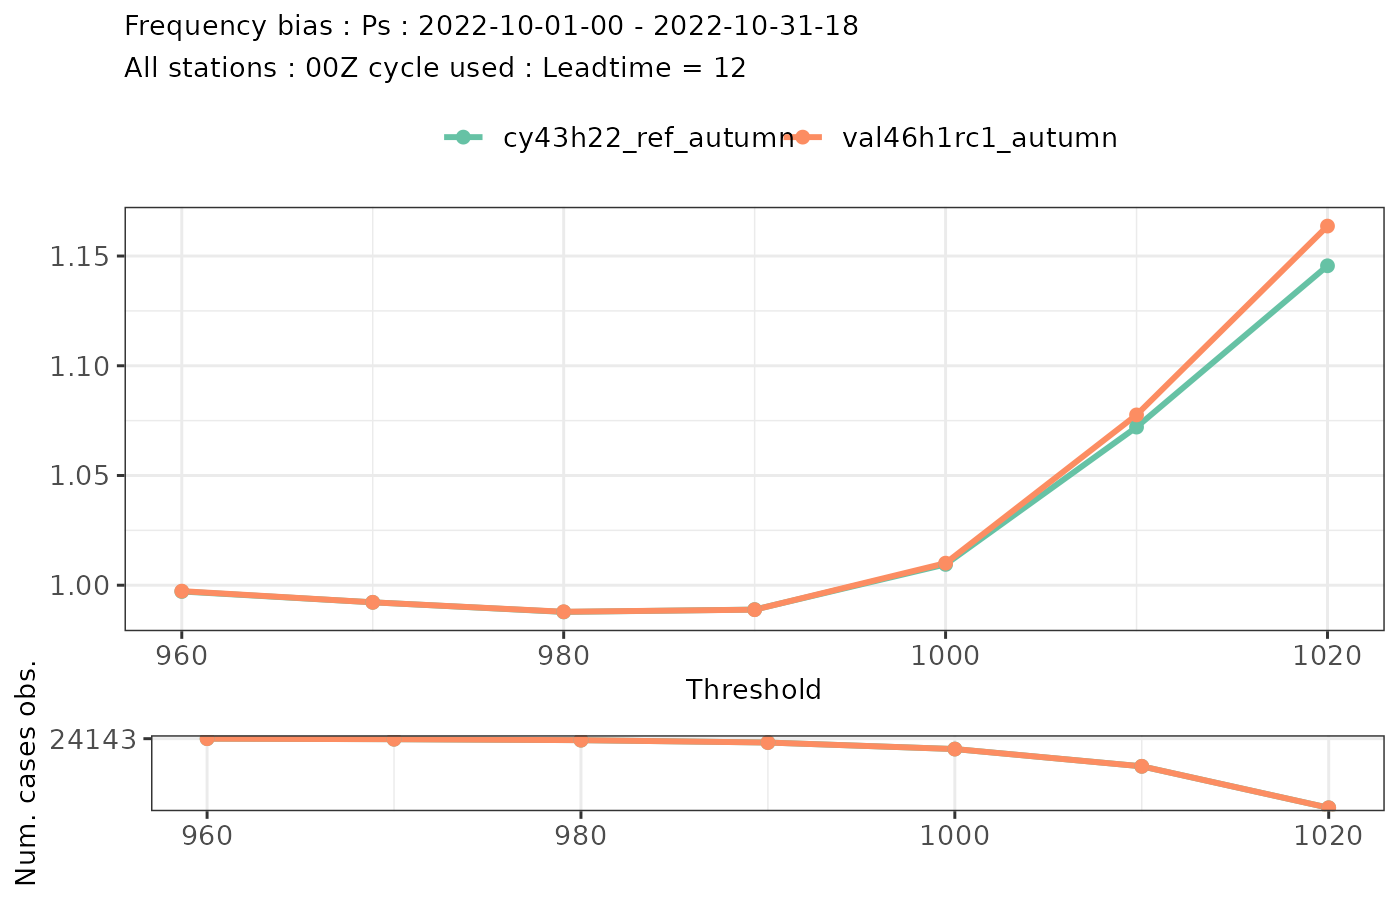 Frequency bias : Ps : 2022-10-01-00 - 2022-10-31-18
All stations : 00Z cycle used : Leadtime = 12
cy43h22_ref_autumn val46h1rc1_autumn
1.15
1.10
1.05
1.00
960 980 1000 1020
Threshold
Num. cases obs.
24143
960 980 1000 1020